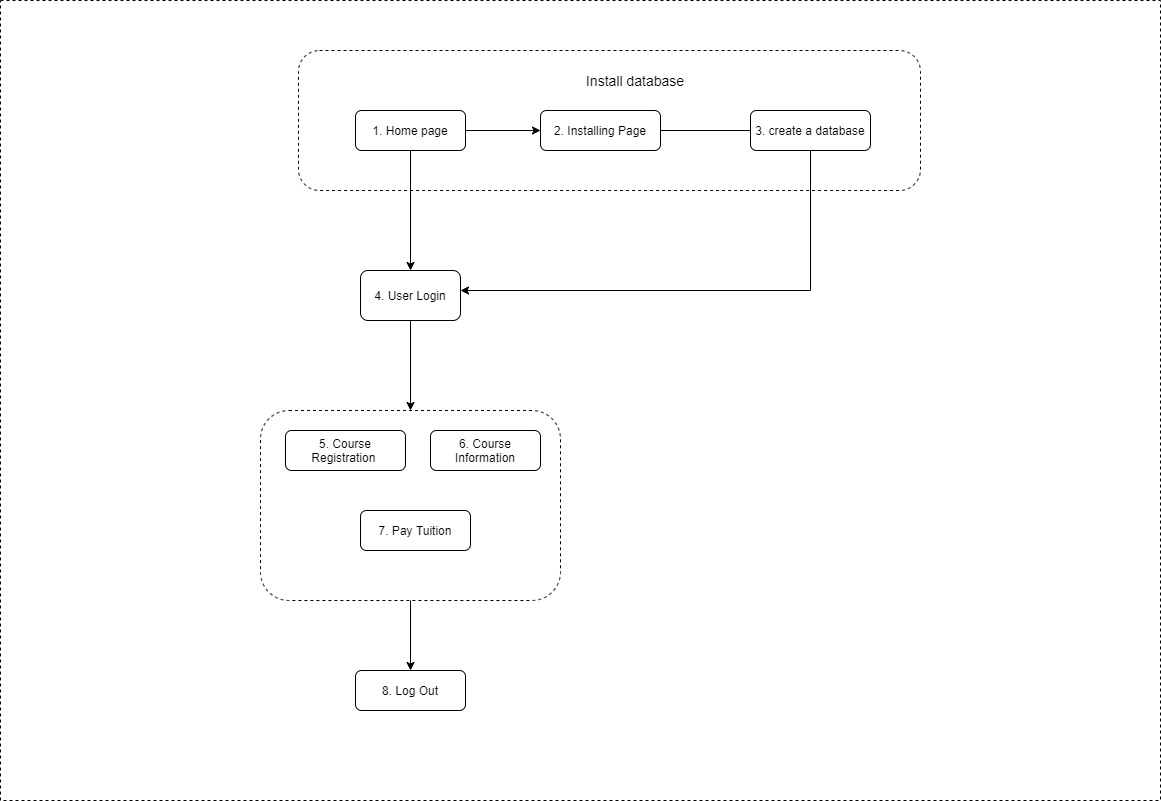 Install database
1. Home page
2. Installing Page
3. create a database
4. User Login
5. Course
Registration
6. Course
Information
7. Pay Tuition
8. Log Out